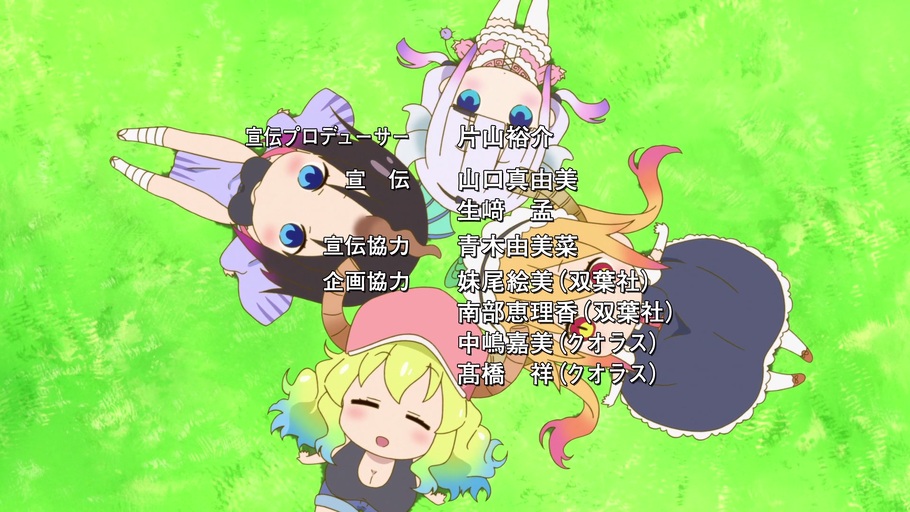 宣伝プロデューサー　片山裕介
宣　伝　山口真由美
生﨑　孟
宣伝協力　青木由美菜
企画協力　妹尾絵美(双葉社)
南部恵理香(双葉社)
中嶋嘉美(クオラス)
髙橋　祥(クオラス)